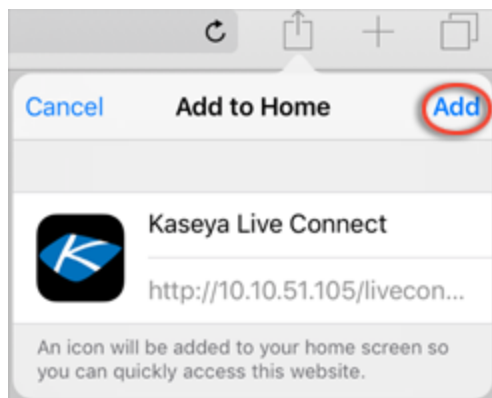 Cancel Add to Home Add
Kaseya Live Connect
http://10.10.51.105/livecon...
An icon will be added to your home screen so
you can quickly access this website.